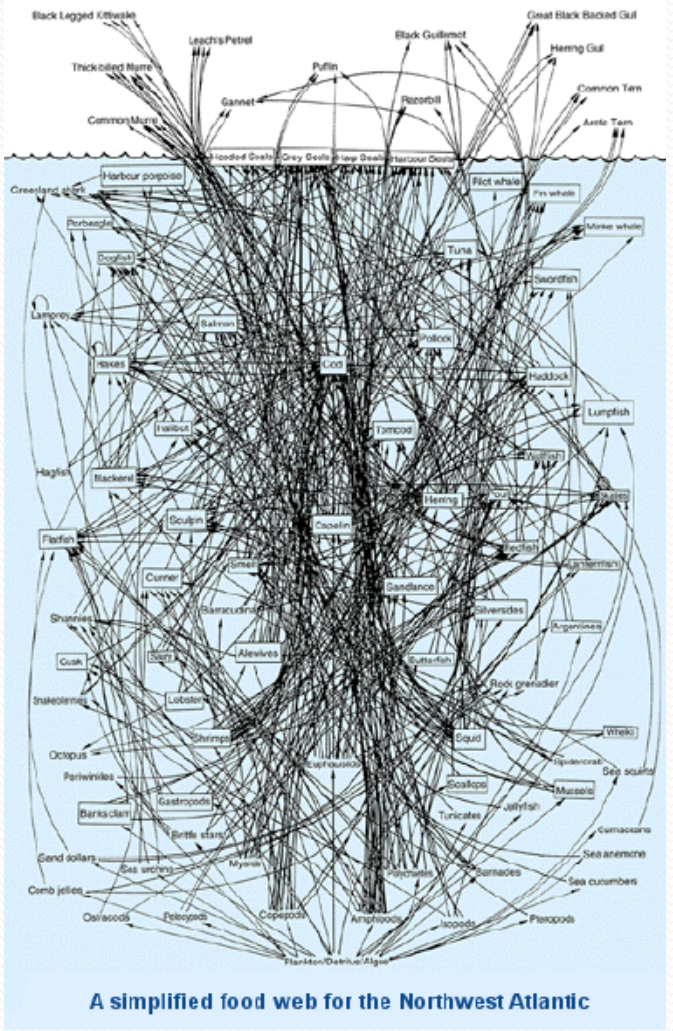 Black Legged Kittiwake
Great Black Backed Gull
Leach's Petrel
Black Guillemot
Herring Gull
Thick-billed Murre
Puffin
Gannet
Razorbill
Common Tern
Common Murre
Arctic Tern
Hooded Seals
Grey Seals
Harp Seals
Harbour Seals
Harbour porpoise
Pilot whale
Greenland shark
Fin whale
Porbeagle
Minke whale
Dogfish
Tuna
Swordfish
Lamprey
Salmon
Pollock
Hakes
Cod
Haddock
Lumpfish
Halibut
Tomcod
Wolffish
Hagfish
Mackerel
Herring
Sculpin
Capelin
Flatfish
Redfish
Smelt
Lanternfish
Cunner
Sandlance
Barracudina
Silversides
Shannies
Argentines
Alewives
Butterfish
Cusk
Rock grenadier
Snakeblennies
Lobster
Shrimps
Squid
Whelk
Octopus
Euphausids
Spidercrab
Sea squirts
Periwinkles
Scallops
Mussels
Gastropods
Jellyfish
Banks clam
Tunicates
Brittle stars
Cumaceans
Sand dollars
Sea anemone
Sea urchins
Mysids
Polychaetes
Barnacles
Sea cucumbers
Comb jellies
Ostracods
Pelecypods
Copepods
Amphipods
Isopods
Pteropods
Plankton/Detritus/Algae
A simplified food web for the Northwest Atlantic